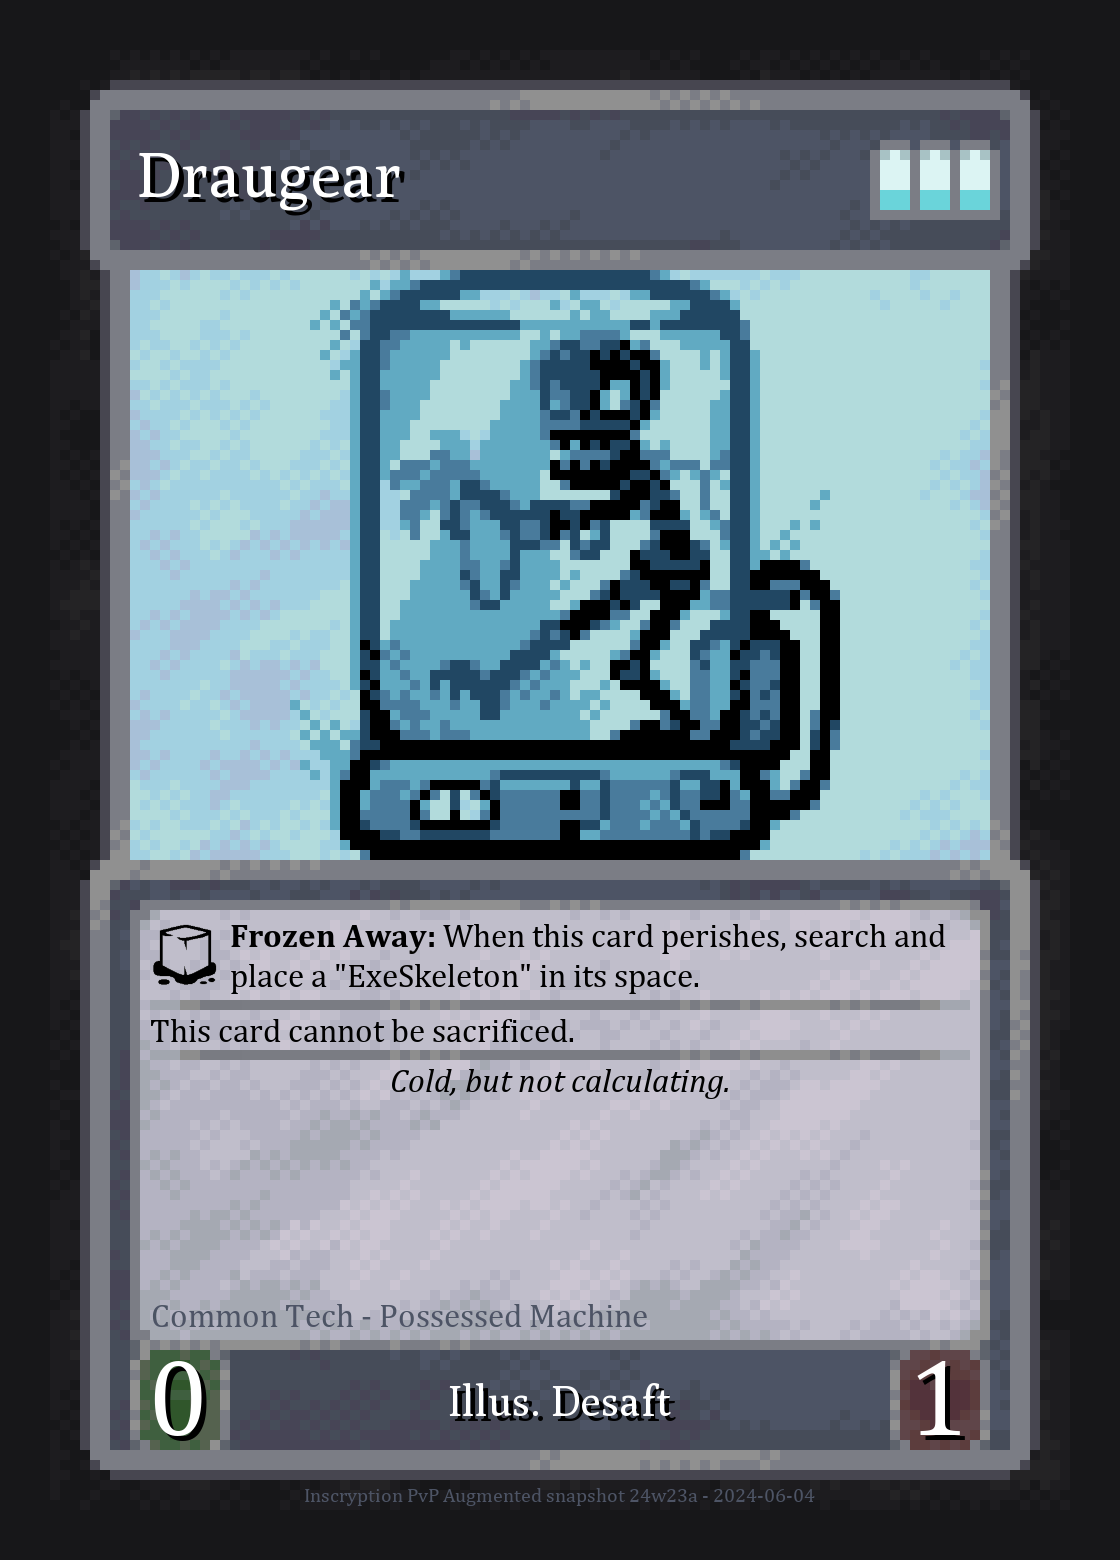 Draugear
Frozen Away: When this card perishes, search and
place a "ExeSkeleton" in its space.
This card cannot be sacrificed.
Cold, but not calculating.
Common Tech - Possessed Machine
0
Illus. Desaft
1
Inscryption PvP Augmented snapshot 24w23a - 2024-06-04